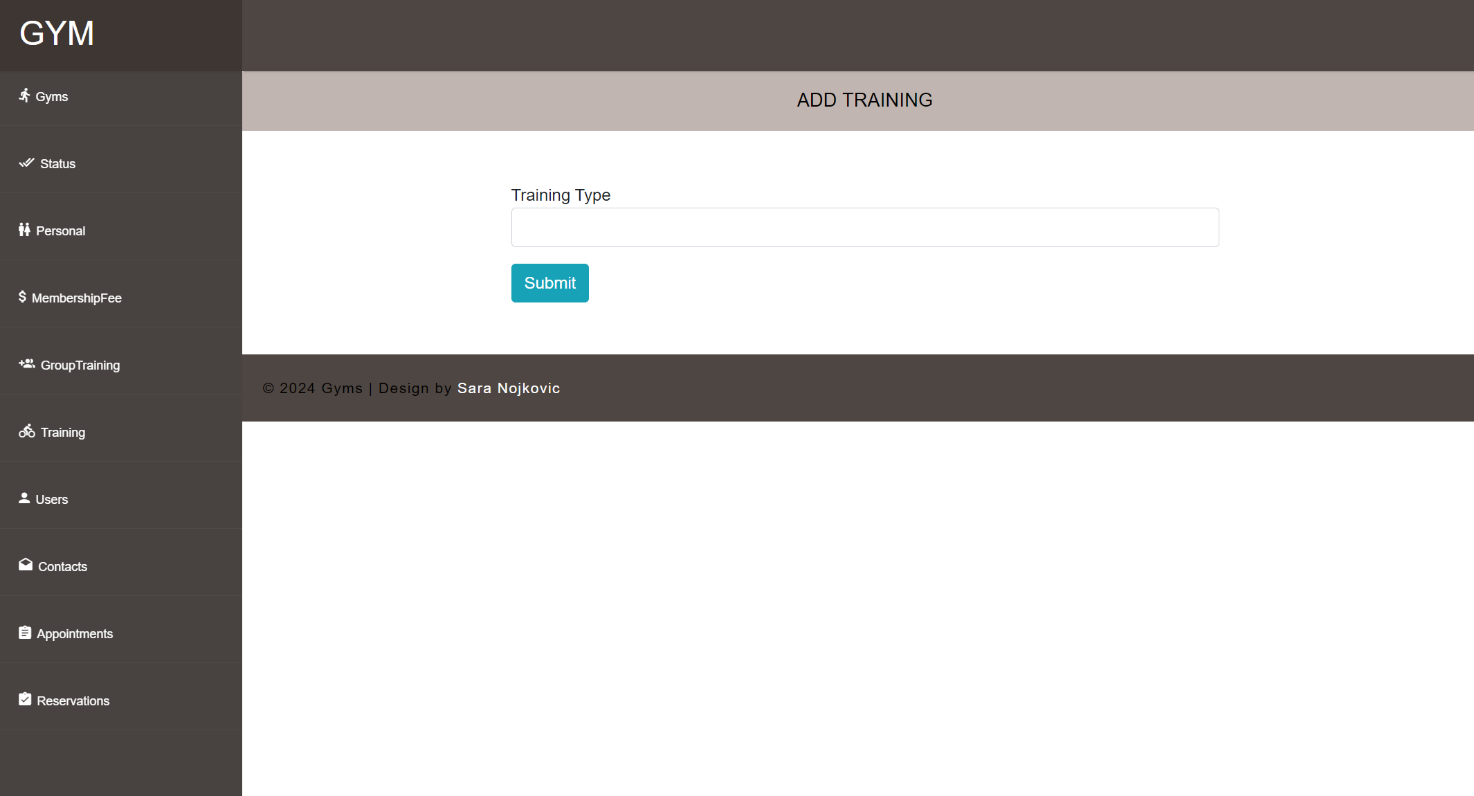 GYM
Gyms
Status
Personal
MembershipFee
GroupTraining
Training
Users
Contacts
Appointments
Reservations
ADD TRAINING
Training Type
Submit
© 2024 Gyms | Design by Sara Nojkovic